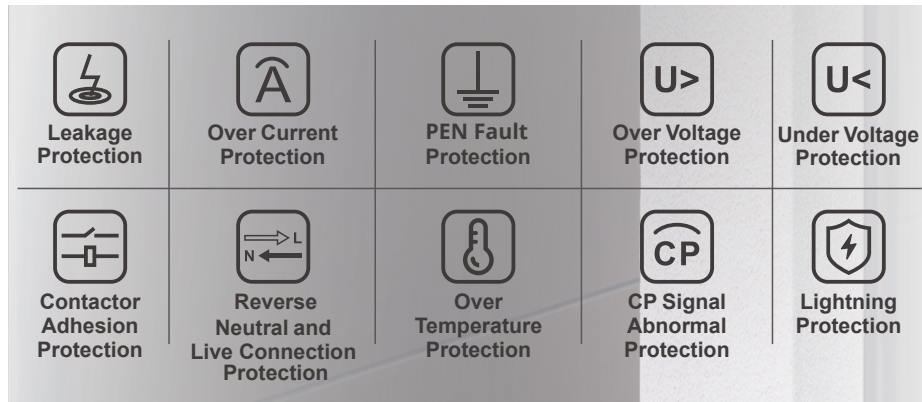 A
U>
U<
Leakage
Protection
Over Current
Protection
PEN Fault
Protection
Over Voltage
Protection
Under Voltage
Protection
L
N
CP
Contactor
Adhesion
Protection
Reverse
Neutral and
Live Connection
Protection
Over
Temperature
Protection
CP Signal
Abnormal
Protection
Lightning
Protection